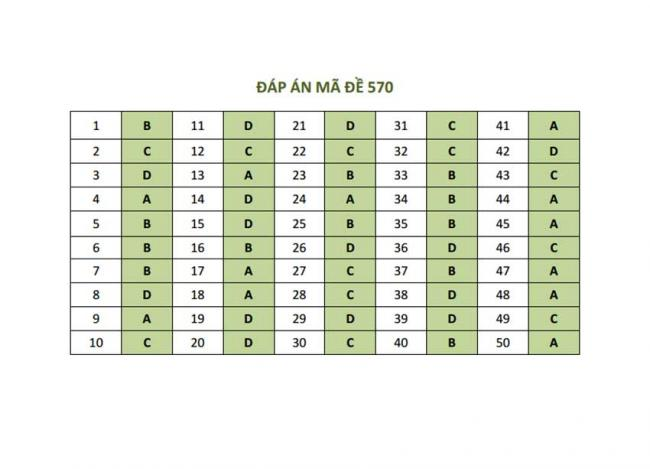 ĐÁP ÁN MÃ ĐỀ 570
1 B 11 D 21 D 31 C 41 A
2 C 12 C 22 C 32 C 42 D
3 D 13 A 23 B 33 B 43 C
4 A 14 D 24 A 34 B 44 A
5 B 15 D 25 B 35 B 45 A
6 B 16 B 26 D 36 D 46 C
7 B 17 A 27 C 37 B 47 A
8 D 18 A 28 C 38 D 48 A
9 A 19 D 29 D 39 D 49 C
10 C 20 D 30 C 40 B 50 A